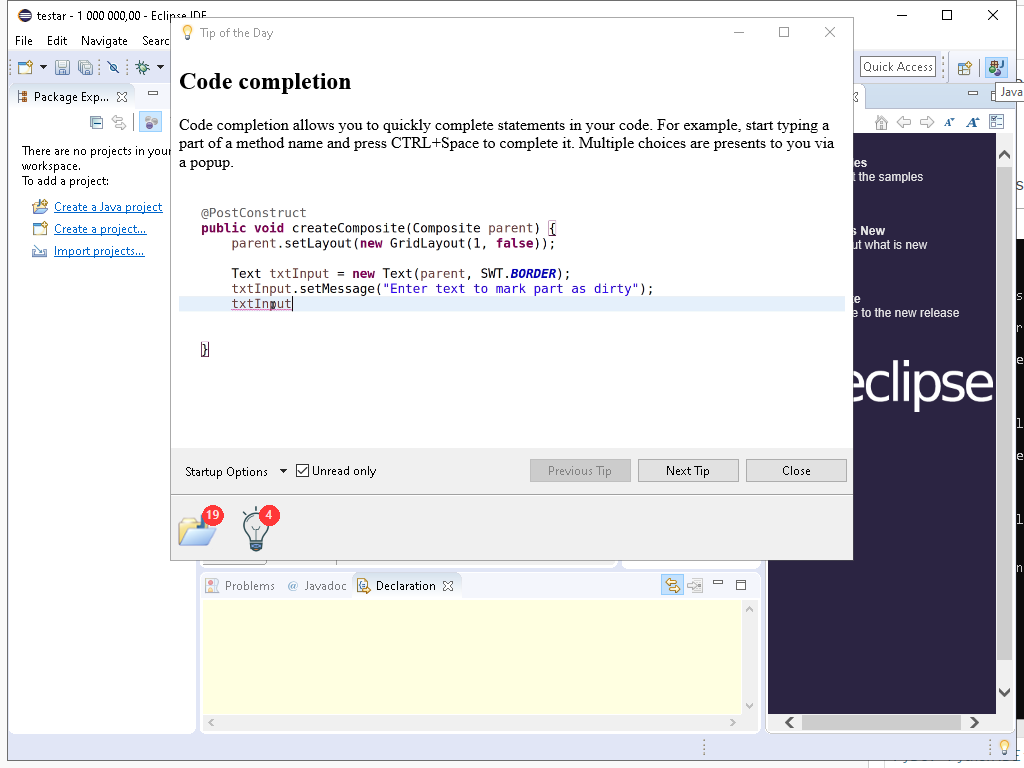 testar - 1 000 000,00 - Eclipse IDE
File Edit Navigate Searc
Tip of the Day
Quick Access
Java
Package Exp...
There are no projects in your
workspace.
To add a project:
Create a Java project
Create a project...
Import projects...
Code completion
Code completion allows you to quickly complete statements in your code. For example, start typing a
part of a method name and press CTRL+Space to complete it. Multiple choices are presents to you via
a popup.
@PostConstruct
public void createComposite(Composite parent) {
parent.setLayout(new GridLayout(1, false));
Text txtInput = new Text(parent, SWT.BORDER);
txtInput.setMessage("Enter text to mark part as dirty");
txtInput
}
Startup Options
Unread only
Previous Tip
Next Tip
Close
19
4
the samples
New
what is new
to the new release
eclipse
Problems @ Javadoc Declaration